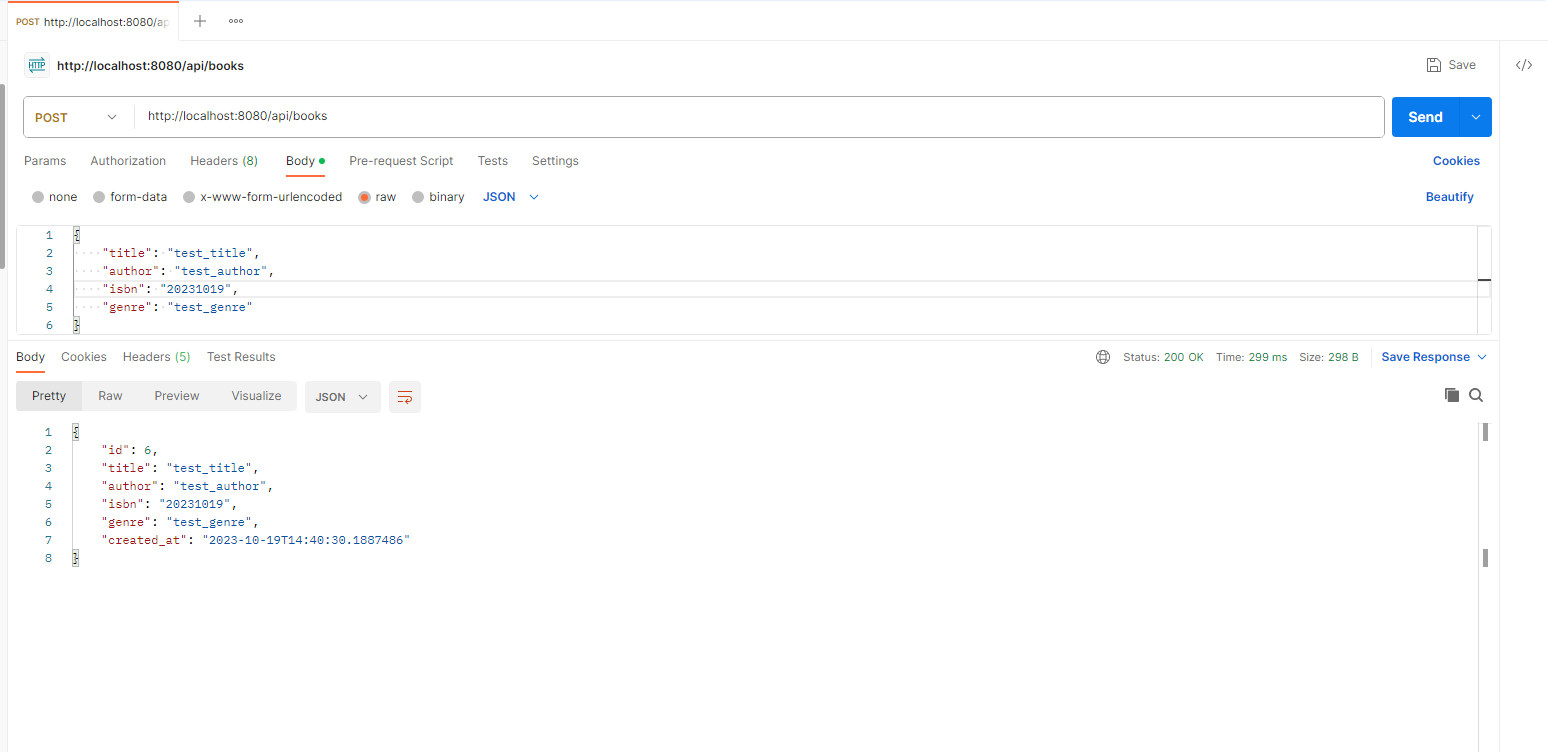 POST http://localhost:8080/ap
HTTP http://localhost:8080/api/books Save </>
POST http://localhost:8080/api/books Send
Params Authorization Headers (8) Body Pre-request Script Tests Settings Cookies
none form-data x-www-form-urlencoded raw binary JSON Beautify
1 {
2 "title": "test_title",
3 "author": "test_author",
4 "isbn": "20231019",
5 "genre": "test_genre"
6 }
Body Cookies Headers (5) Test Results Status: 200 OK Time: 299 ms Size: 298 B Save Response
Pretty Raw Preview Visualize JSON
1 {
2 "id": 6,
3 "title": "test_title",
4 "author": "test_author",
5 "isbn": "20231019",
6 "genre": "test_genre",
7 "created_at": "2023-10-19T14:40:30.1887486"
8 }